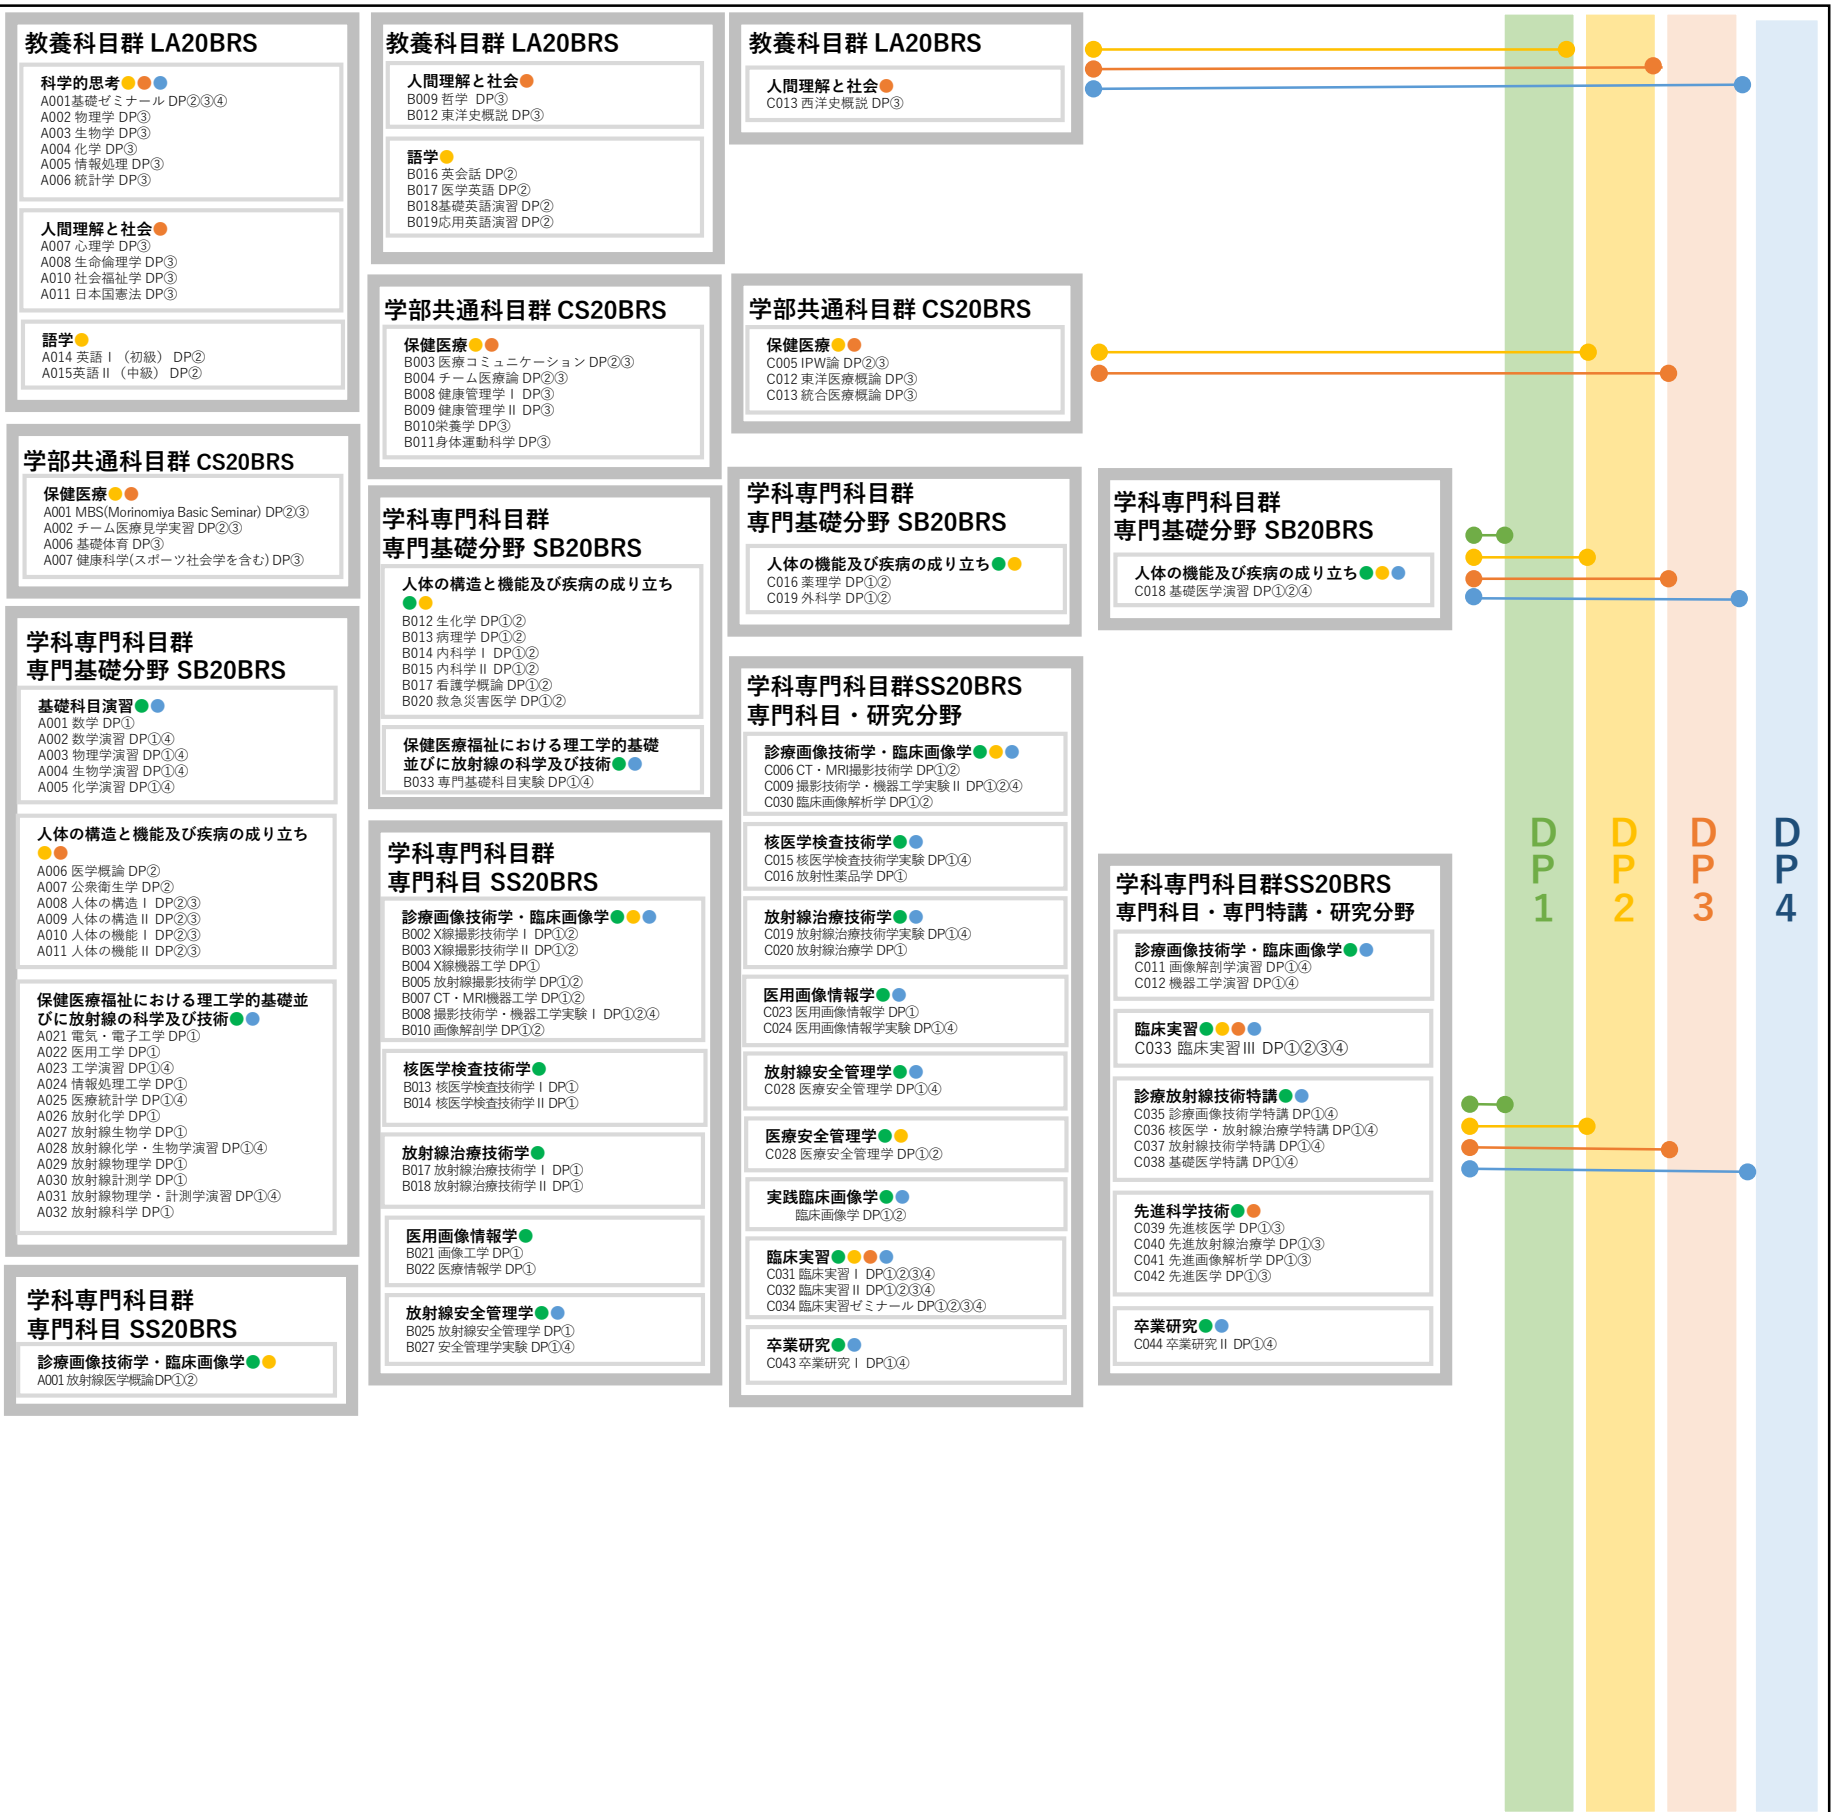 教養科目群 LA20BRS
科学的思考
A001基礎ゼミナール DP②③④
A002 物理学 DP③
A003 生物学 DP③
A004 化学 DP③
A005 情報処理 DP③
A006 統計学 DP③
人間理解と社会
A007 心理学 DP③
A008 生命倫理学 DP③
A010 社会福祉学 DP③
A011 日本国憲法 DP③
語学
A014 英語Ⅰ（初級） DP②
A015英語Ⅱ（中級） DP②
学部共通科目群 CS20BRS
保健医療
A001 MBS(Morinomiya Basic Seminar) DP②③
A002 チーム医療見学実習 DP②③
A006 基礎体育 DP③
A007 健康科学(スポーツ社会学を含む) DP③
学科専門科目群
専門基礎分野 SB20BRS
基礎科目演習
A001 数学 DP①
A002 数学演習 DP①④
A003 物理学演習 DP①④
A004 生物学演習 DP①④
A005 化学演習 DP①④
人体の構造と機能及び疾病の成り立ち
A006 医学概論 DP②
A007 公衆衛生学 DP②
A008 人体の構造Ⅰ DP②③
A009 人体の構造Ⅱ DP②③
A010 人体の機能Ⅰ DP②③
A011 人体の機能Ⅱ DP②③
保健医療福祉における理工学的基礎並
びに放射線の科学及び技術
A021 電気・電子工学 DP①
A022 医用工学 DP①
A023 工学演習 DP①④
A024 情報処理工学 DP①
A025 医療統計学 DP①④
A026 放射化学 DP①
A027 放射線生物学 DP①
A028 放射線化学・生物学演習 DP①④
A029 放射線物理学 DP①
A030 放射線計測学 DP①
A031 放射線物理学・計測学演習 DP①④
A032 放射線科学 DP①
学科専門科目群
専門科目 SS20BRS
診療画像技術学・臨床画像学
A001 放射線医学概論DP①②
教養科目群 LA20BRS
人間理解と社会
B009 哲学 DP③
B012 東洋史概説 DP③
語学
B016 英会話 DP②
B017 医学英語 DP②
B018基礎英語演習 DP②
B019応用英語演習 DP②
学部共通科目群 CS20BRS
保健医療
B003 医療コミュニケーション DP②③
B004 チーム医療論 DP②③
B008 健康管理学Ⅰ DP③
B009 健康管理学Ⅱ DP③
B010栄養学 DP③
B011身体運動科学 DP③
学科専門科目群
専門基礎分野 SB20BRS
人体の構造と機能及び疾病の成り立ち
B012 生化学 DP①②
B013 病理学 DP①②
B014 内科学Ⅰ DP①②
B015 内科学Ⅱ DP①②
B017 看護学概論 DP①②
B020 救急災害医学 DP①②
保健医療福祉における理工学的基礎
並びに放射線の科学及び技術
B033 専門基礎科目実験 DP①④
学科専門科目群
専門科目 SS20BRS
診療画像技術学・臨床画像学
B002 X線撮影技術学Ⅰ DP①②
B003 X線撮影技術学Ⅱ DP①②
B004 X線機器工学 DP①
B005 放射線撮影技術学 DP①②
B007 CT・MRI機器工学 DP①②
B008 撮影技術学・機器工学実験Ⅰ DP①②④
B010 画像解剖学 DP①②
核医学検査技術学
B013 核医学検査技術学Ⅰ DP①
B014 核医学検査技術学Ⅱ DP①
放射線治療技術学
B017 放射線治療技術学Ⅰ DP①
B018 放射線治療技術学Ⅱ DP①
医用画像情報学
B021 画像工学 DP①
B022 医療情報学 DP①
放射線安全管理学
B025 放射線安全管理学 DP①
B027 安全管理学実験 DP①④
教養科目群 LA20BRS
人間理解と社会
C013 西洋史概説 DP③
学部共通科目群 CS20BRS
保健医療
C005 IPW論 DP②③
C012 東洋医療概論 DP③
C013 統合医療概論 DP③
学科専門科目群
専門基礎分野 SB20BRS
人体の機能及び疾病の成り立ち
C016 薬理学 DP①②
C019 外科学 DP①②
学科専門科目群SS20BRS
専門科目・研究分野
診療画像技術学・臨床画像学
C006 CT・MRI撮影技術学 DP①②
C009 撮影技術学・機器工学実験Ⅱ DP①②④
C030 臨床画像解析学 DP①②
核医学検査技術学
C015 核医学検査技術学実験 DP①④
C016 放射性薬品学 DP①
放射線治療技術学
C019 放射線治療技術学実験 DP①④
C020 放射線治療学 DP①
医用画像情報学
C023 医用画像情報学 DP①
C024 医用画像情報学実験 DP①④
放射線安全管理学
C028 医療安全管理学 DP①④
医療安全管理学
C028 医療安全管理学 DP①②
実践臨床画像学
臨床画像学 DP①②
臨床実習
C031 臨床実習Ⅰ DP①②③④
C032 臨床実習Ⅱ DP①②③④
C034 臨床実習ゼミナール DP①②③④
卒業研究
C043 卒業研究Ⅰ DP①④
学科専門科目群
専門基礎分野 SB20BRS
人体の機能及び疾病の成り立ち
C018 基礎医学演習 DP①②④
学科専門科目群SS20BRS
専門科目・専門特講・研究分野
診療画像技術学・臨床画像学
C011 画像解剖学演習 DP①④
C012 機器工学演習 DP①④
臨床実習
C033 臨床実習Ⅲ DP①②③④
診療放射線技術特講
C035 診療画像技術学特講 DP①④
C036 核医学・放射線治療学特講 DP①④
C037 放射線技術学特講 DP①④
C038 基礎医学特講 DP①④
先進科学技術
C039 先進核医学 DP①③
C040 先進放射線治療学 DP①③
C041 先進画像解析学 DP①③
C042 先進医学 DP①③
卒業研究
C044 卒業研究Ⅱ DP①④
DP1
DP2
DP3
DP4